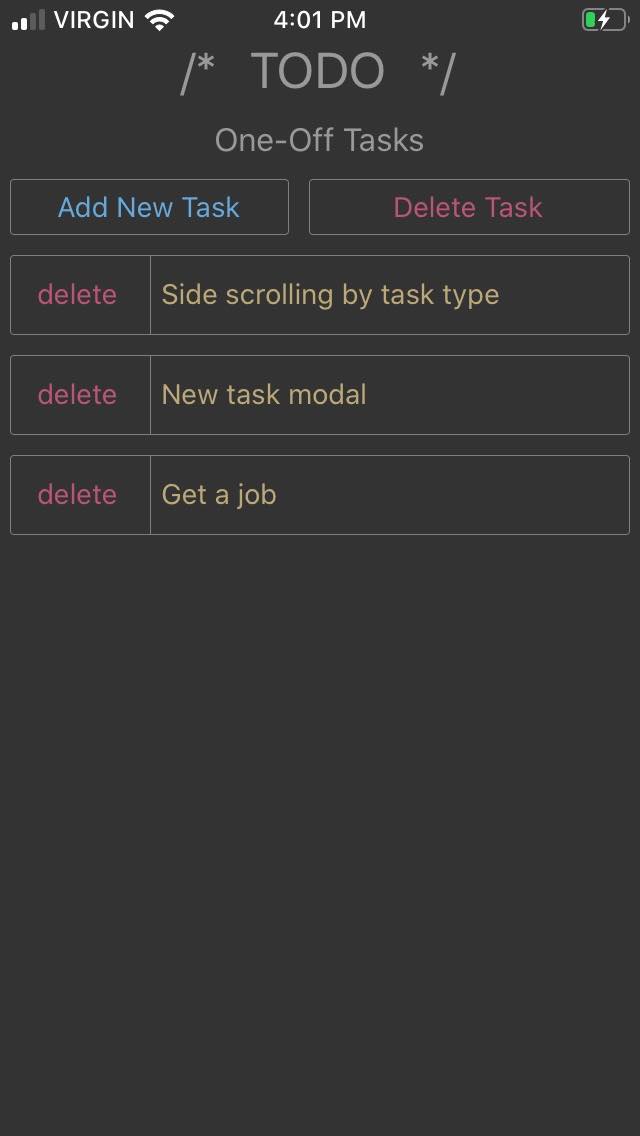 VIRGIN 4:01 PM
/* TODO */
One-Off Tasks
Add New Task Delete Task
delete Side scrolling by task type
delete New task modal
delete Get a job